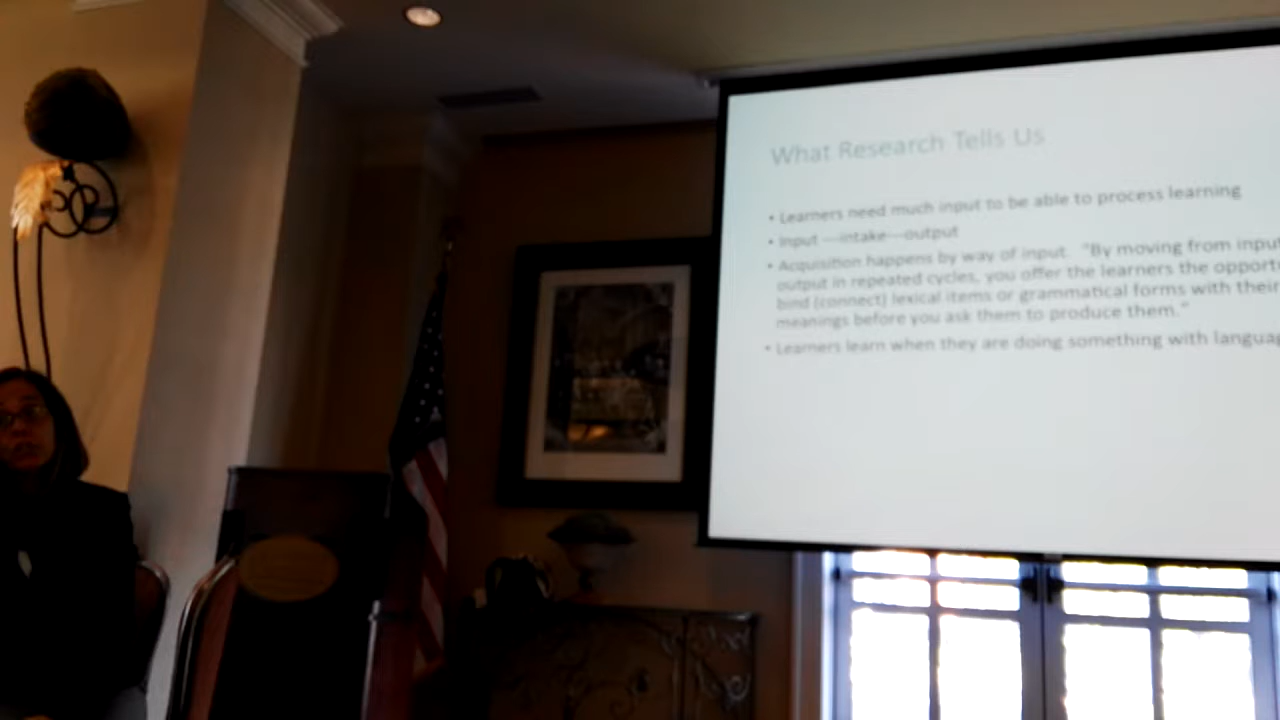 What Research Tells Us
• Learners need much input to be able to process learning
• Input ---intake---output
• Acquisition happens by way of input. "By moving from input
output in repeated cycles, you offer the learners the opport
bind (connect) lexical items or grammatical forms with their
meanings before you ask them to produce them."
• Learners learn when they are doing something with langua